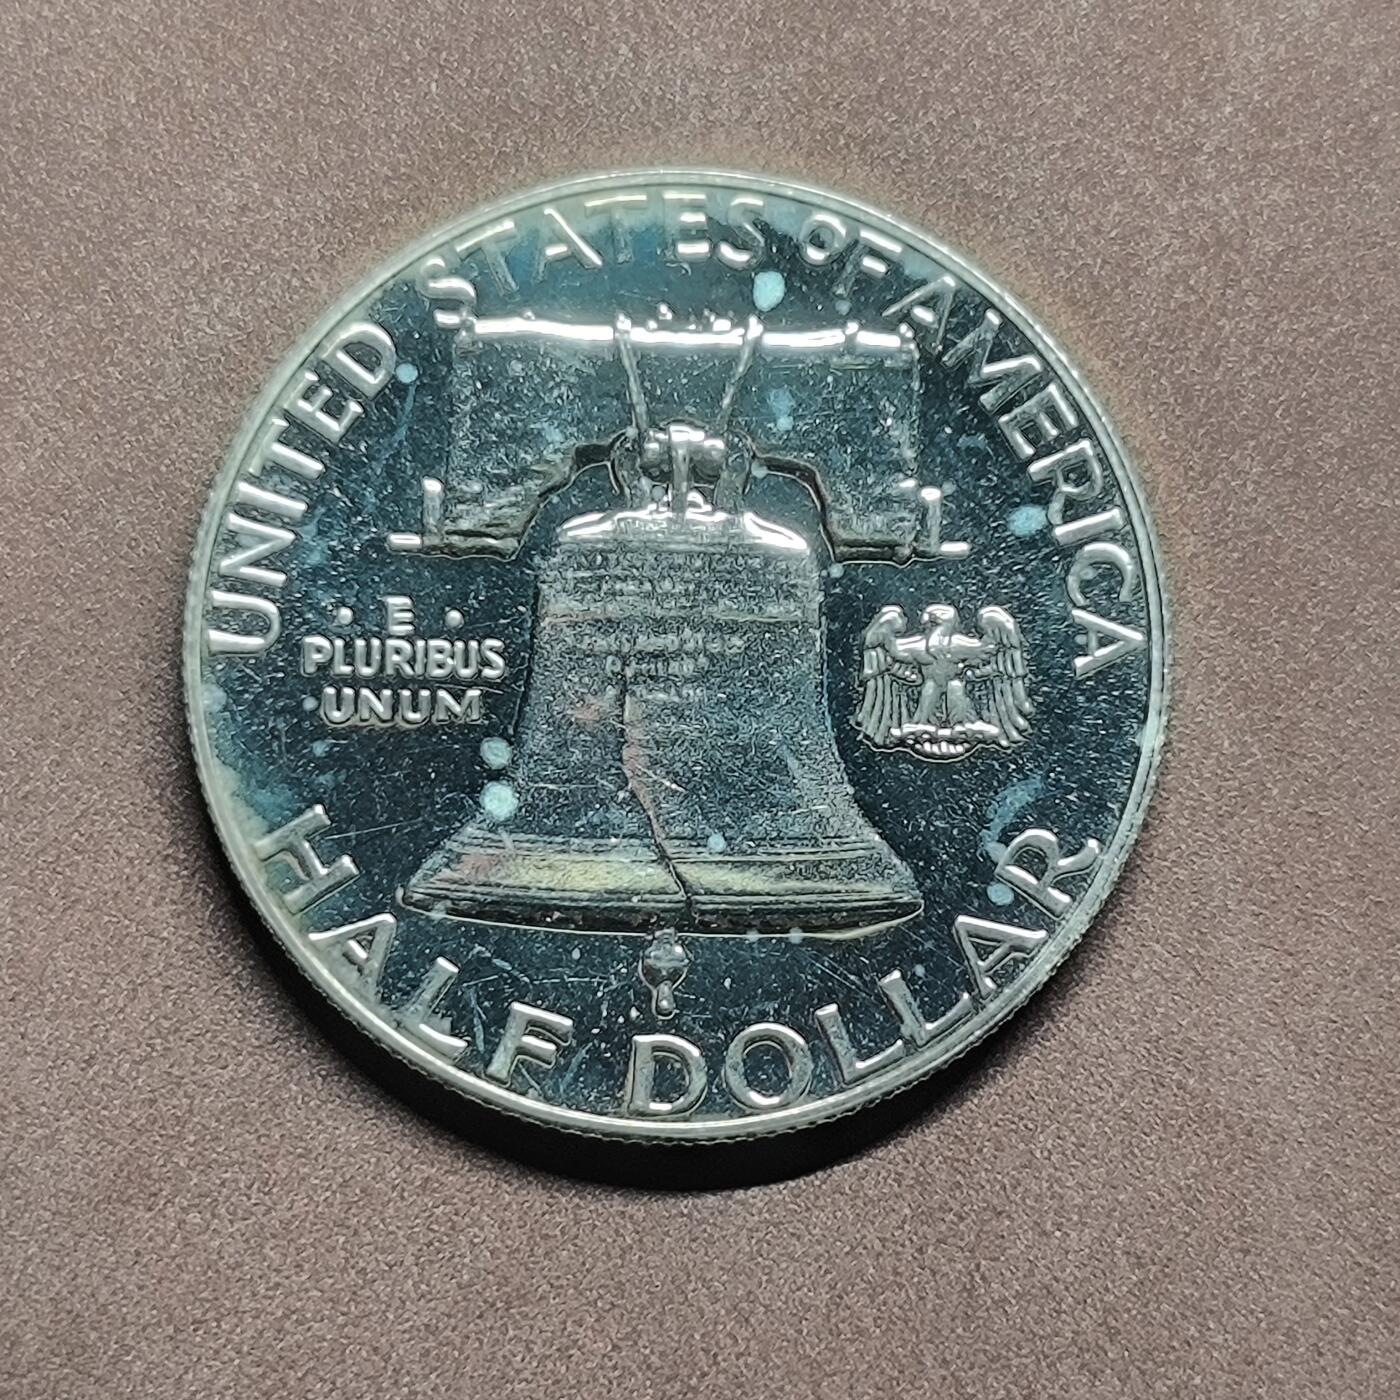 UNITED STATES OF AMERICA
· E ·
PLURIBUS
UNUM
HALF DOLLAR